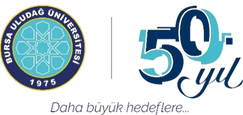 BURSA ULUDAĞ ÜNİVERSİTESİ
1975
50. yıl
Daha büyük hedeflere...